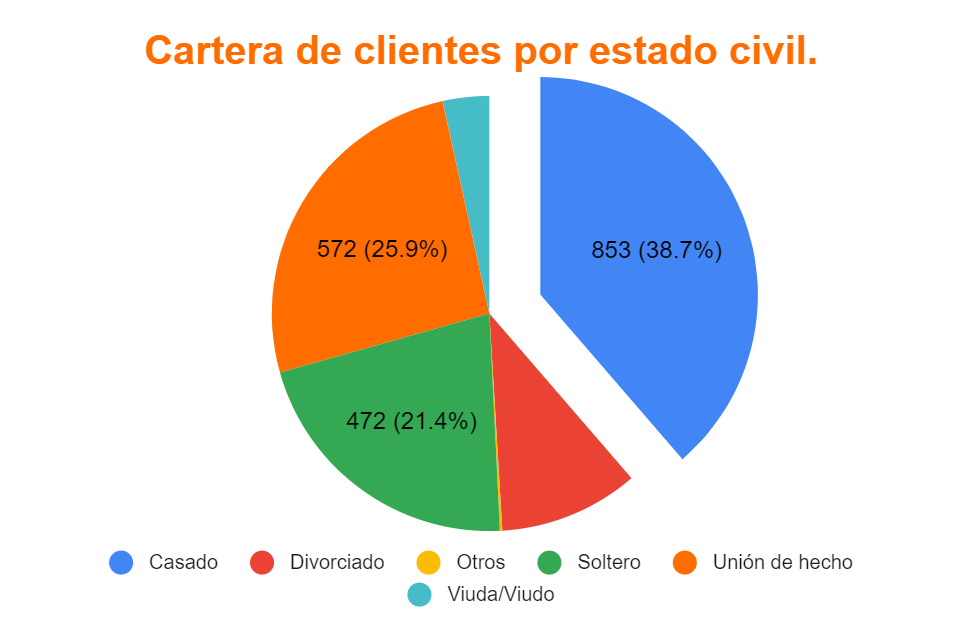 Cartera de clientes por estado civil.
853 (38.7%)
572 (25.9%)
472 (21.4%)
Casado
Divorciado
Otros
Soltero
Unión de hecho
Viuda/Viudo